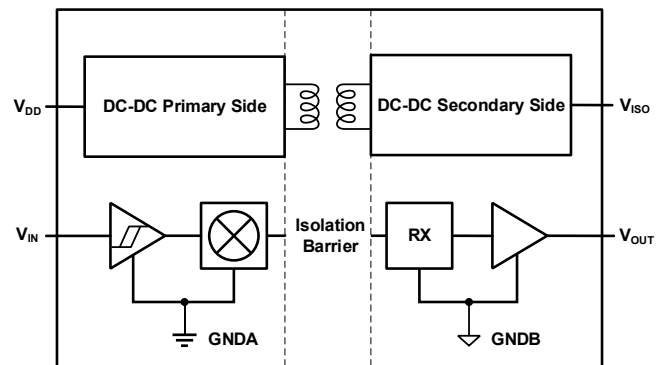 DC-DC Primary Side
DC-DC Secondary Side
VDD
VISO
VIN
Isolation
Barrier
RX
VOUT
GNDA
GNDB